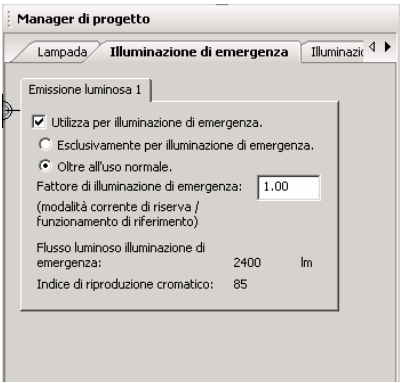 Manager di progetto
Lampada
Illuminazione di emergenza
Emissione luminosa 1
Utilizza per illuminazione di emergenza.
Esclusivamente per illuminazione di emergenza.
Oltre all'uso normale.
Fattore di illuminazione di emergenza: 1.00
(modalità corrente di riserva /
funzionamento di riferimento)
Flusso luminoso illuminazione di
emergenza: 2400 lm
Indice di riproduzione cromatico: 85